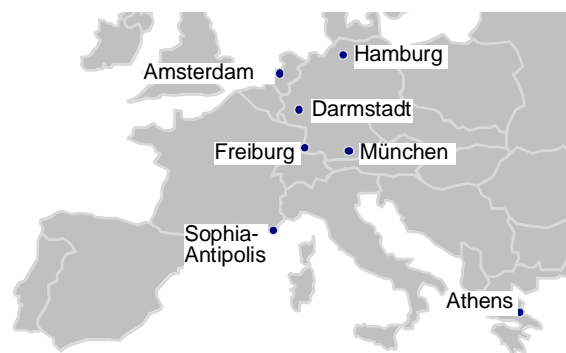 Hamburg
Amsterdam
Darmstadt
Freiburg
München
Sophia-
Antipolis
Athens